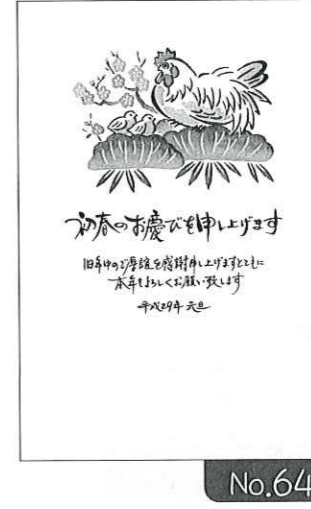 初春のお慶びを申し上げます
旧年中のご厚誼を感謝申し上げますとともに
本年もよろしくお願い致します
平成29年 元旦
No.64